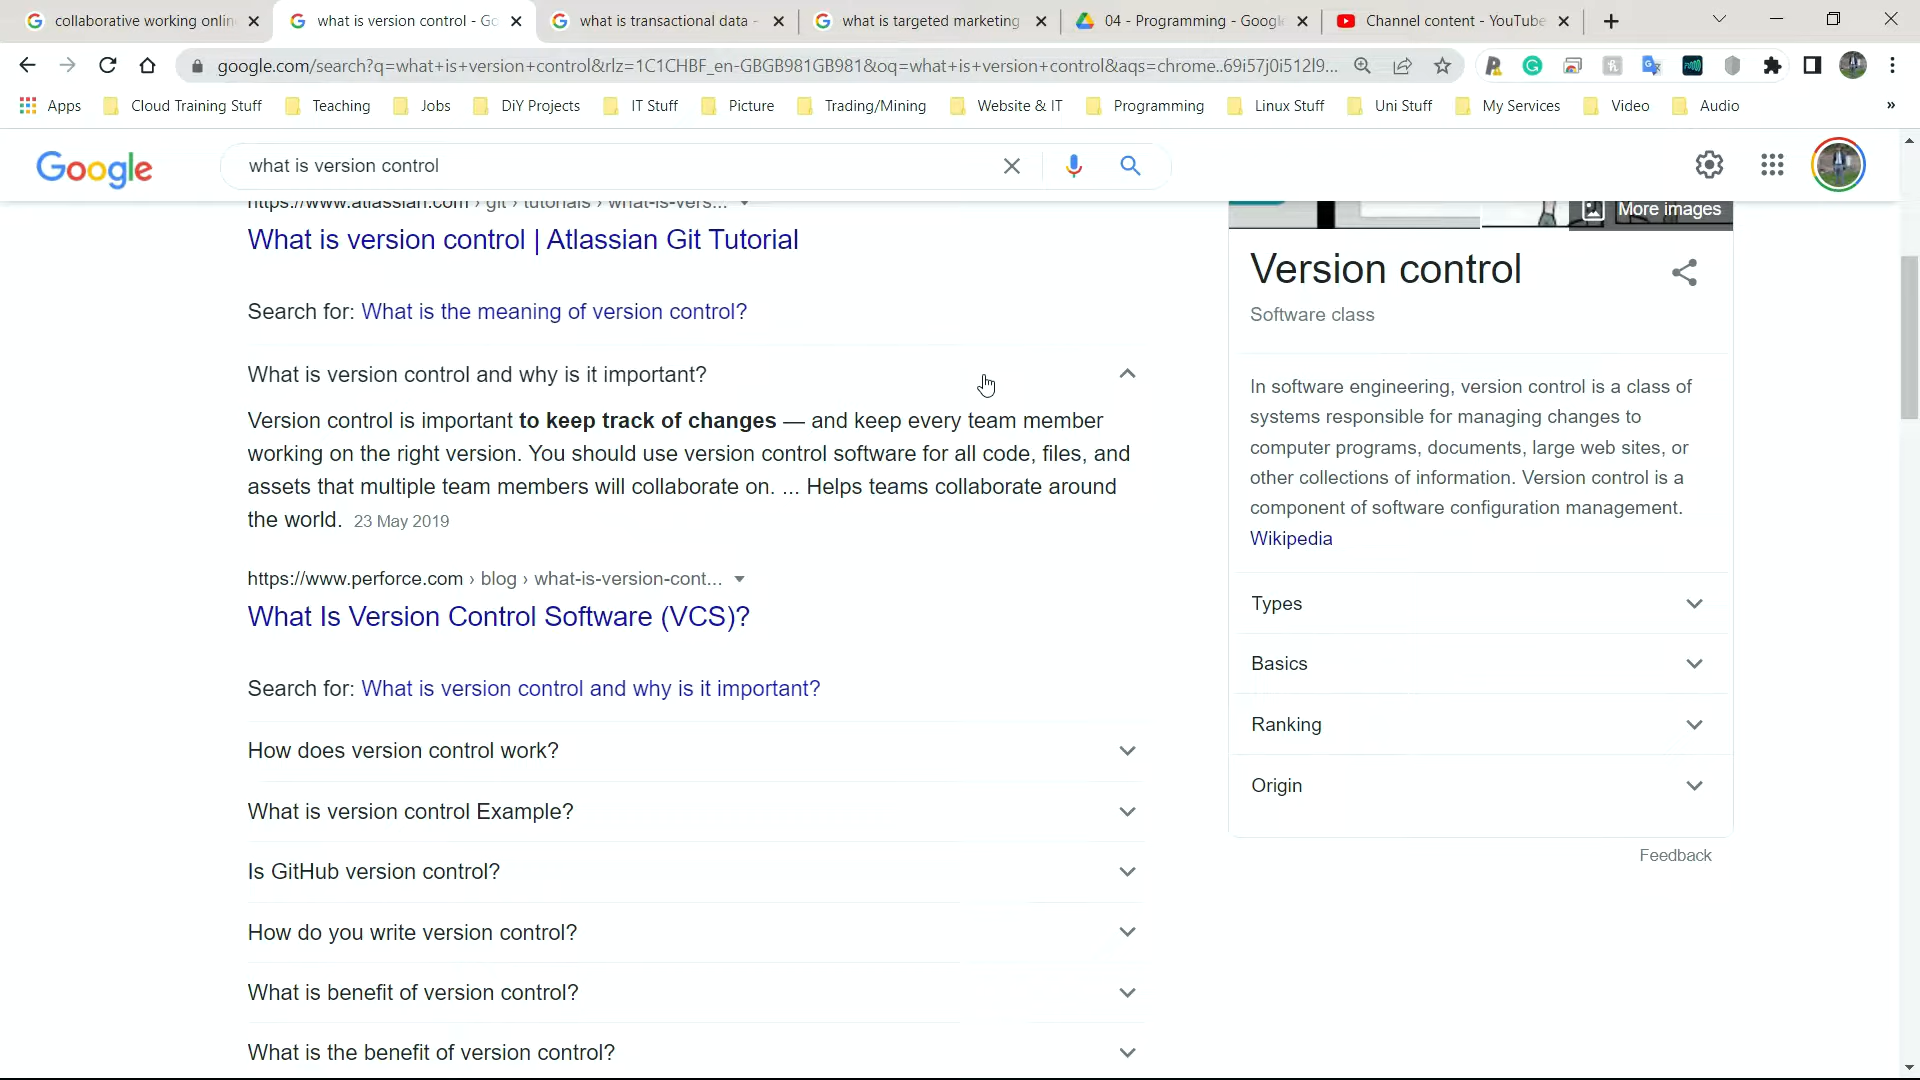 collaborative working onlin
what is version control - Go
what is transactional data -
what is targeted marketing
04 - Programming - Google
Channel content - YouTube
google.com/search?q=what+is+version+control&rlz=1C1CHBF_en-GBGB981GB981&oq=what+is+version+control&aqs=chrome..69i57j0i512l9...
Apps
Cloud Training Stuff
Teaching
Jobs
DiY Projects
IT Stuff
Picture
Trading/Mining
Website & IT
Programming
Linux Stuff
Uni Stuff
My Services
Video
Audio
»
Google
what is version control
https://www.atlassian.com › git › tutorials › what-is-vers...
What is version control | Atlassian Git Tutorial
Search for: What is the meaning of version control?
What is version control and why is it important?
Version control is important to keep track of changes — and keep every team member
working on the right version. You should use version control software for all code, files, and
assets that multiple team members will collaborate on. ... Helps teams collaborate around
the world. 23 May 2019
https://www.perforce.com › blog › what-is-version-cont...
What Is Version Control Software (VCS)?
Search for: What is version control and why is it important?
How does version control work?
What is version control Example?
Is GitHub version control?
How do you write version control?
What is benefit of version control?
What is the benefit of version control?
More images
Version control
Software class
In software engineering, version control is a class of
systems responsible for managing changes to
computer programs, documents, large web sites, or
other collections of information. Version control is a
component of software configuration management.
Wikipedia
Types
Basics
Ranking
Origin
Feedback